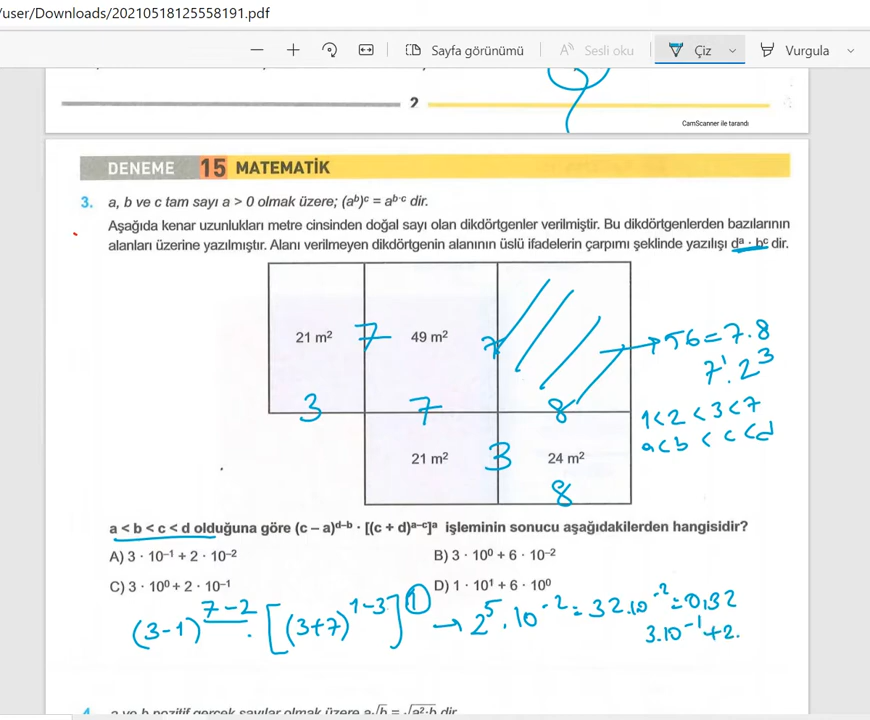 /user/Downloads/20210518125558191.pdf
Sayfa görünümü
Sesli oku
Çiz
Vurgula
2
CamScanner ile tarandı
DENEME 15 MATEMATİK
3. a, b ve c tam sayı a > 0 olmak üzere; (aᵇ)ᶜ = aᵇ·ᶜ dir.
Aşağıda kenar uzunlukları metre cinsinden doğal sayı olan dikdörtgenler verilmiştir. Bu dikdörtgenlerden bazılarının
alanları üzerine yazılmıştır. Alanı verilmeyen dikdörtgenin alanının üslü ifadelerin çarpımı şeklinde yazılışı dᵃ · bᶜ dir.
21 m² 7 49 m² 7 → 56 = 7.8
7¹. 2³
3 7 8 1 < 2 < 3 < 7
a < b < c < d
21 m² 3 24 m²
8
a < b < c < d olduğuna göre (c – a)ᵈ⁻ᵇ · [(c + d)ᵃ⁻ᶜ]ᵃ işleminin sonucu aşağıdakilerden hangisidir?
A) 3 · 10⁻¹ + 2 · 10⁻² B) 3 · 10⁰ + 6 · 10⁻²
C) 3 · 10⁰ + 2 · 10⁻¹ D) 1 · 10¹ + 6 · 10⁰
(3-1)⁷⁻² . [(3+7)¹⁻³]¹ → 2⁵. 10⁻² = 32.10⁻² = 0,32
3.10⁻¹ + 2.